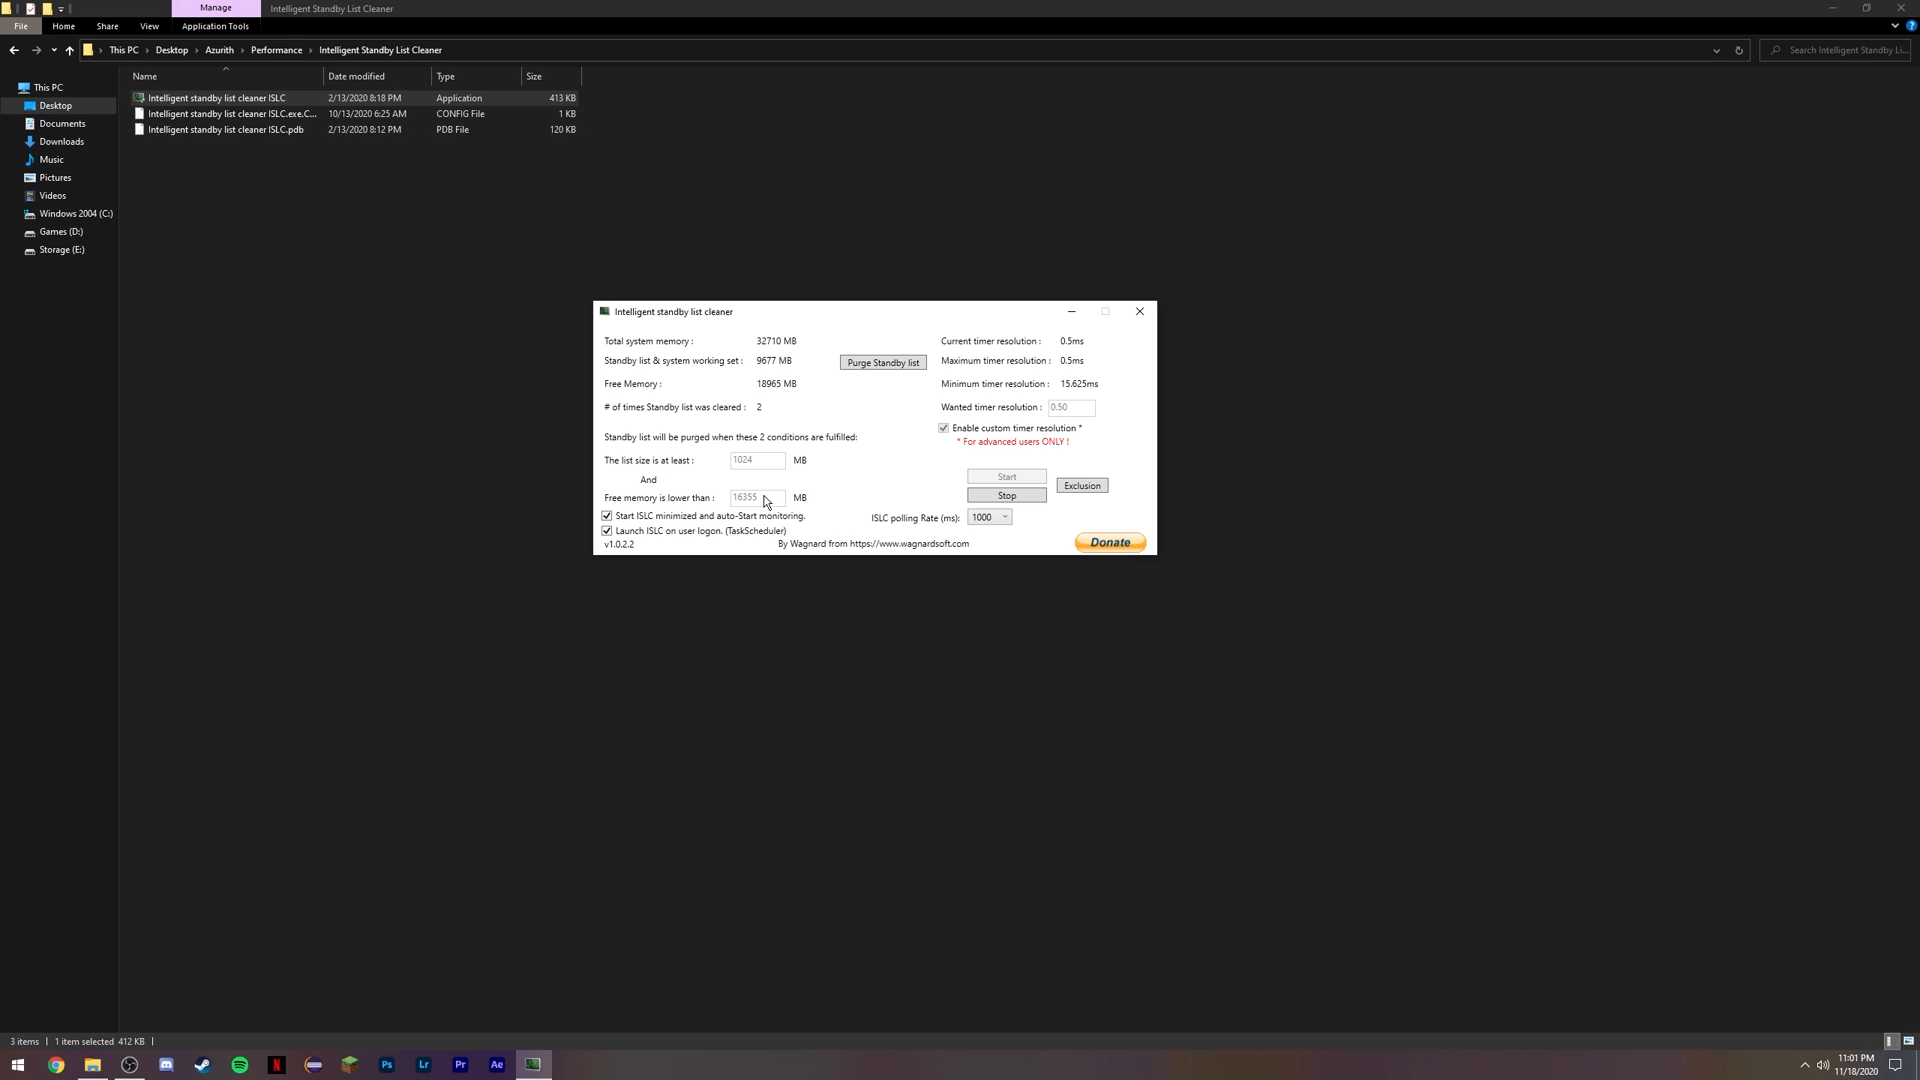 Manage
Intelligent Standby List Cleaner
File
Home
Share
View
Application Tools
This PC
Desktop
Azurith
Performance
Intelligent Standby List Cleaner
Search Intelligent Standby Li...
Name
Date modified
Type
Size
Intelligent standby list cleaner ISLC
2/13/2020 8:18 PM
Application
413 KB
Intelligent standby list cleaner ISLC.exe.C...
10/13/2020 6:25 AM
CONFIG File
1 KB
Intelligent standby list cleaner ISLC.pdb
2/13/2020 8:12 PM
PDB File
120 KB
This PC
Desktop
Documents
Downloads
Music
Pictures
Videos
Windows 2004 (C:)
Games (D:)
Storage (E:)
Intelligent standby list cleaner
Total system memory :
32710 MB
Standby list & system working set :
9677 MB
Purge Standby list
Free Memory :
18965 MB
# of times Standby list was cleared :
2
Standby list will be purged when these 2 conditions are fulfilled:
The list size is at least :
1024
MB
And
Free memory is lower than :
16355
MB
Start ISLC minimized and auto-Start monitoring.
Launch ISLC on user logon. (TaskScheduler)
v1.0.2.2
By Wagnard from https://www.wagnardsoft.com
Current timer resolution :
0.5ms
Maximum timer resolution :
0.5ms
Minimum timer resolution :
15.625ms
Wanted timer resolution :
0.50
Enable custom timer resolution *
* For advanced users ONLY !
Start
Stop
Exclusion
ISLC polling Rate (ms):
1000
Donate
3 items
1 item selected 412 KB
Ps
Lr
Pr
Ae
11:01 PM
11/18/2020